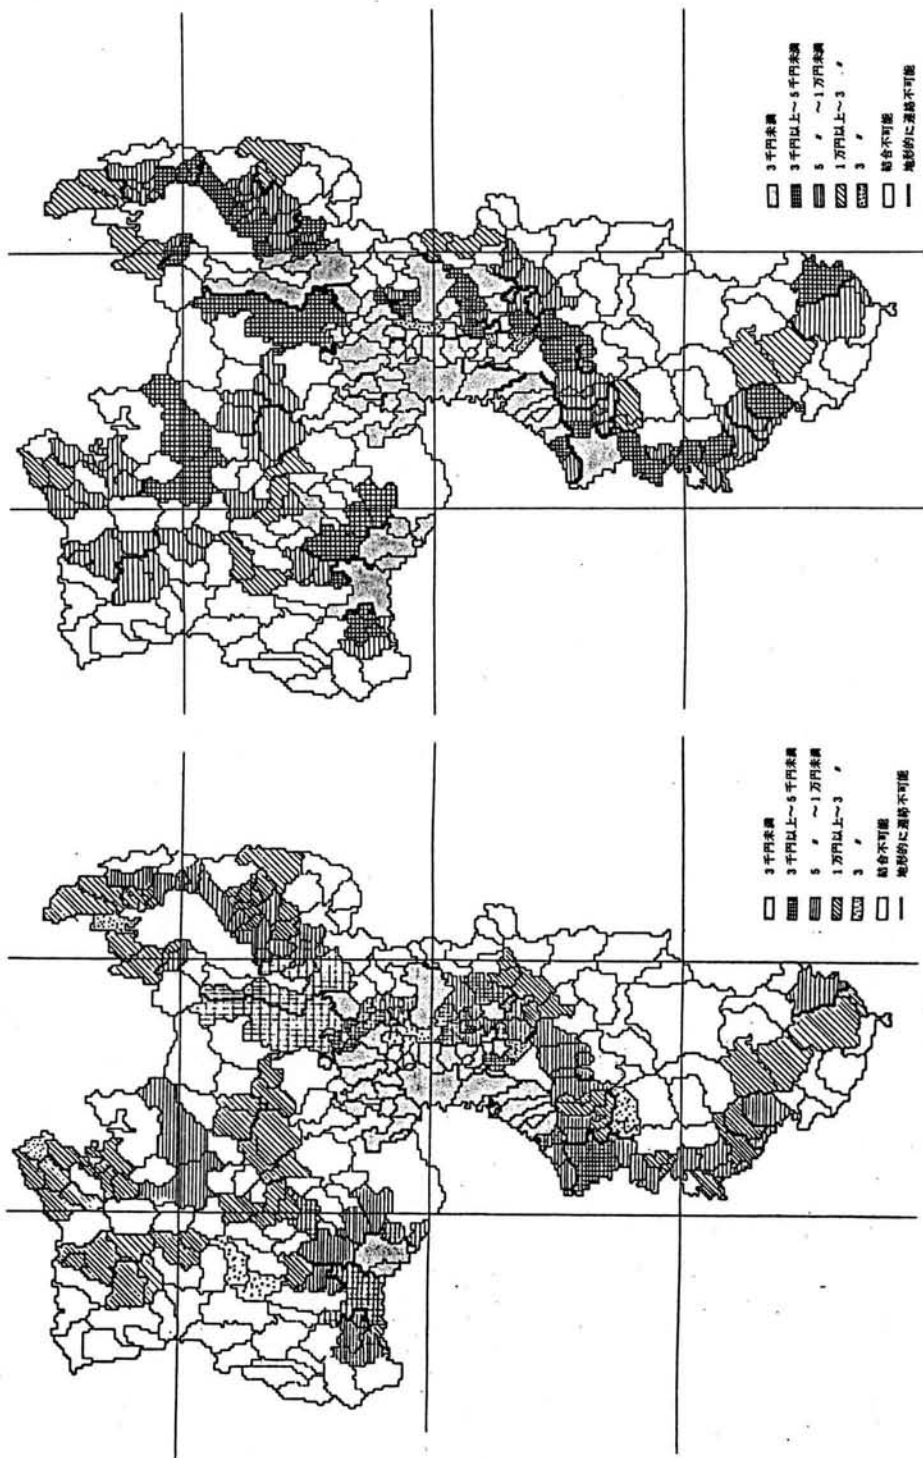 3千円未満
3千円以上～5千円未満
5 〃 ～1万円未満
1万円以上～3 〃
3 〃
結合不可能
地形的に連絡不可能
3千円未満
3千円以上～5千円未満
5 〃 ～1万円未満
1万円以上～3 〃
3 〃
結合不可能
地形的に連絡不可能